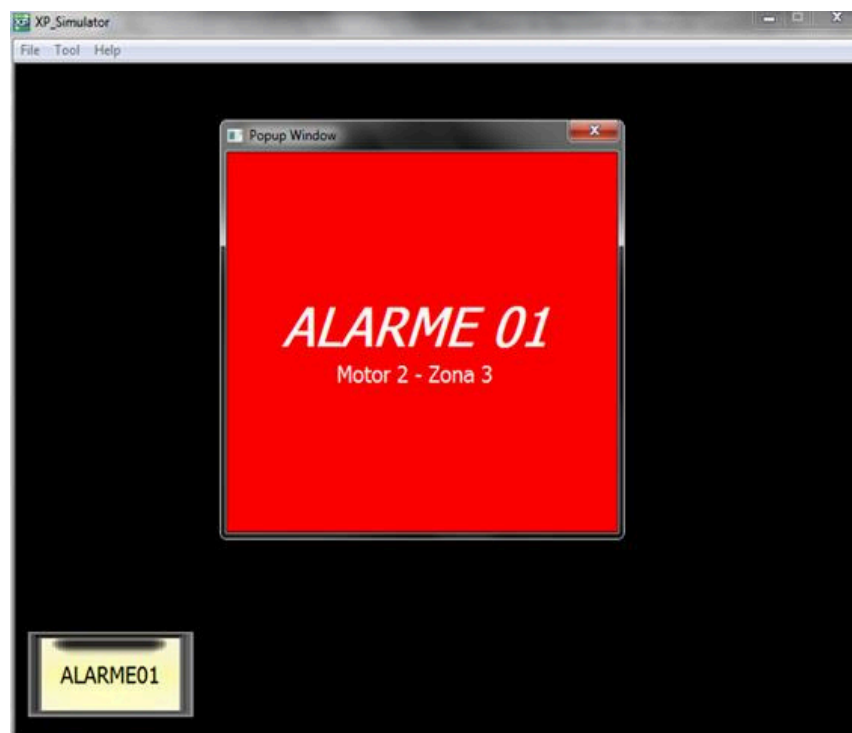 XP_Simulator
File Tool Help
Popup Window
ALARME 01
Motor 2 - Zona 3
ALARME01